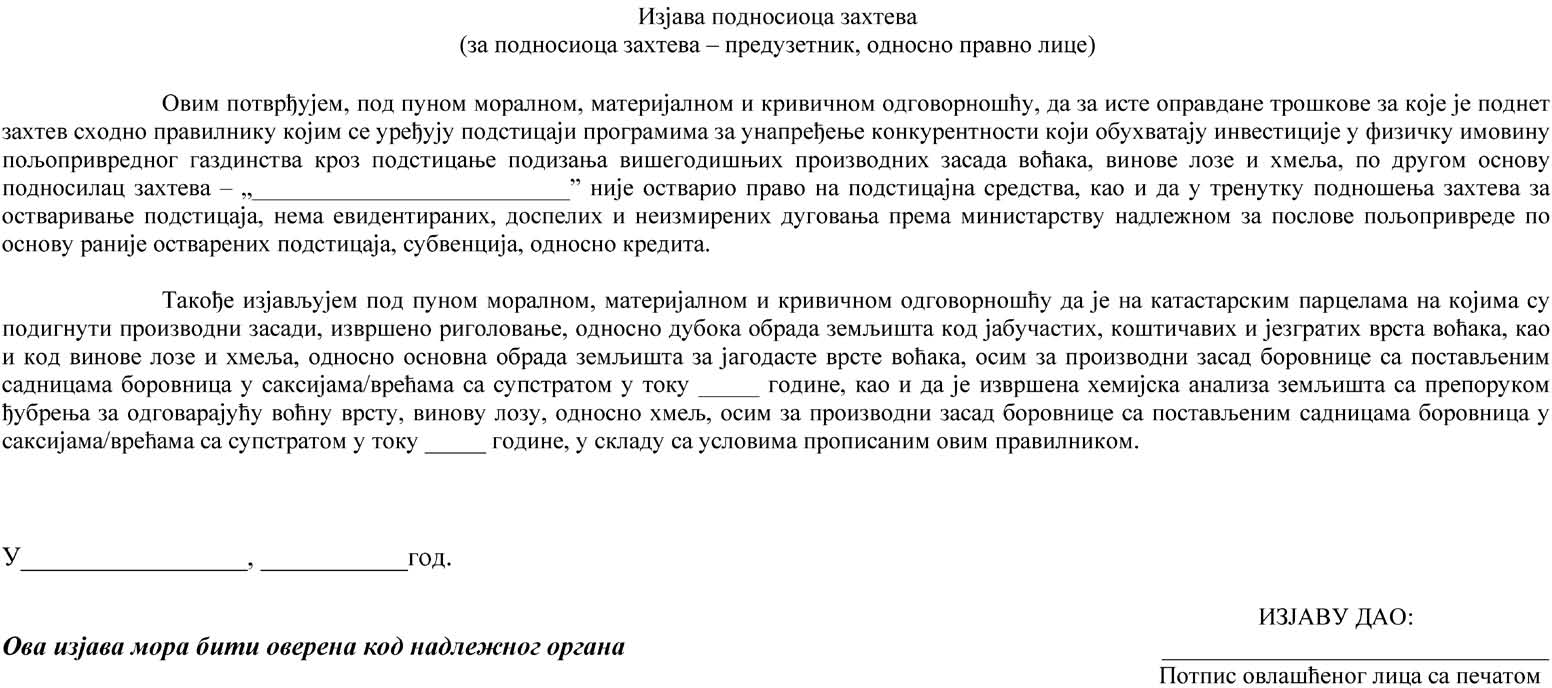 Изјава подносиоца захтева
(за подносиоца захтева – предузетник, односно правно лице)
Овим потврђујем, под пуном моралном, материјалном и кривичном одговорношћу, да за исте оправдане трошкове за које је поднет
захтев сходно правилнику којим се уређују подстицаји програмима за унапређење конкурентности који обухватају инвестиције у физичку имовину
пољопривредног газдинства кроз подстицање подизања вишегодишњих производних засада воћака, винове лозе и хмеља, по другом основу
подносилац захтева – „__________________________” није остварио право на подстицајна средства, као и да у тренутку подношења захтева за
остваривање подстицаја, нема евидентираних, доспелих и неизмирених дуговања према министарству надлежном за послове пољопривреде по
основу раније остварених подстицаја, субвенција, односно кредита.
Такође изјављујем под пуном моралном, материјалном и кривичном одговорношћу да је на катастарским парцелама на којима су
подигнути производни засади, извршено риголовање, односно дубока обрада земљишта код јабучастих, коштичавих и језгратих врста воћака, као
и код винове лозе и хмеља, односно основна обрада земљишта за јагодасте врсте воћака, осим за производни засад боровнице са постављеним
садницама боровница у саксијама/врећама са супстратом у току _____ године, као и да је извршена хемијска анализа земљишта са препоруком
ђубрења за одговарајућу воћну врсту, винову лозу, односно хмељ, осим за производни засад боровнице са постављеним садницама боровница у
саксијама/врећама са супстратом у току _____ године, у складу са условима прописаним овим правилником.
У_________________, ___________год.
ИЗЈАВУ ДАО:
Ова изјава мора бити оверена код надлежног органа
________________________________
Потпис овлашћеног лица са печатом